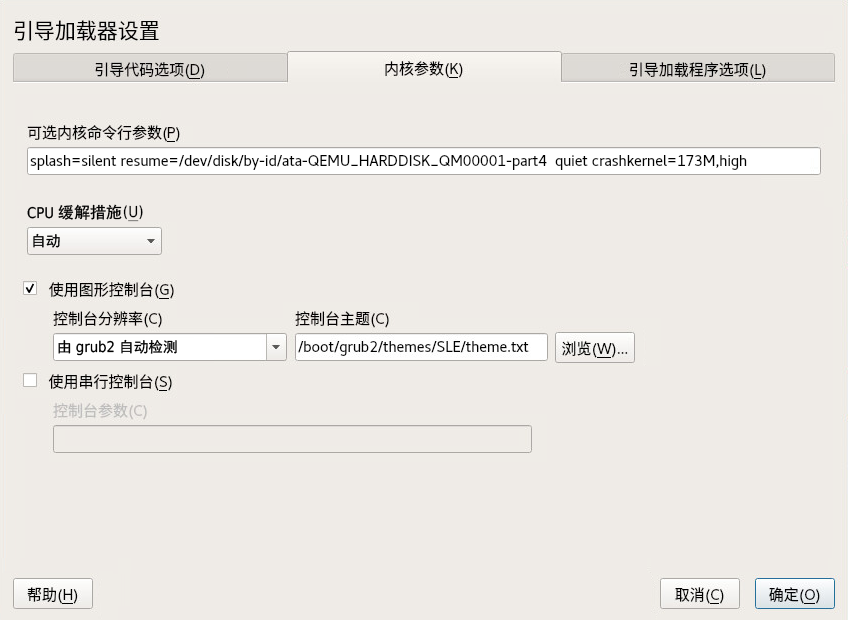 引导加载器设置
引导代码选项(D) 内核参数(K) 引导加载程序选项(L)
可选内核命令行参数(P)
splash=silent resume=/dev/disk/by-id/ata-QEMU_HARDDISK_QM00001-part4  quiet crashkernel=173M,high
CPU 缓解措施(U)
自动
使用图形控制台(G)
控制台分辨率(C) 控制台主题(C)
由 grub2 自动检测 /boot/grub2/themes/SLE/theme.txt 浏览(W)...
使用串行控制台(S)
控制台参数(C)
帮助(H) 取消(C) 确定(O)